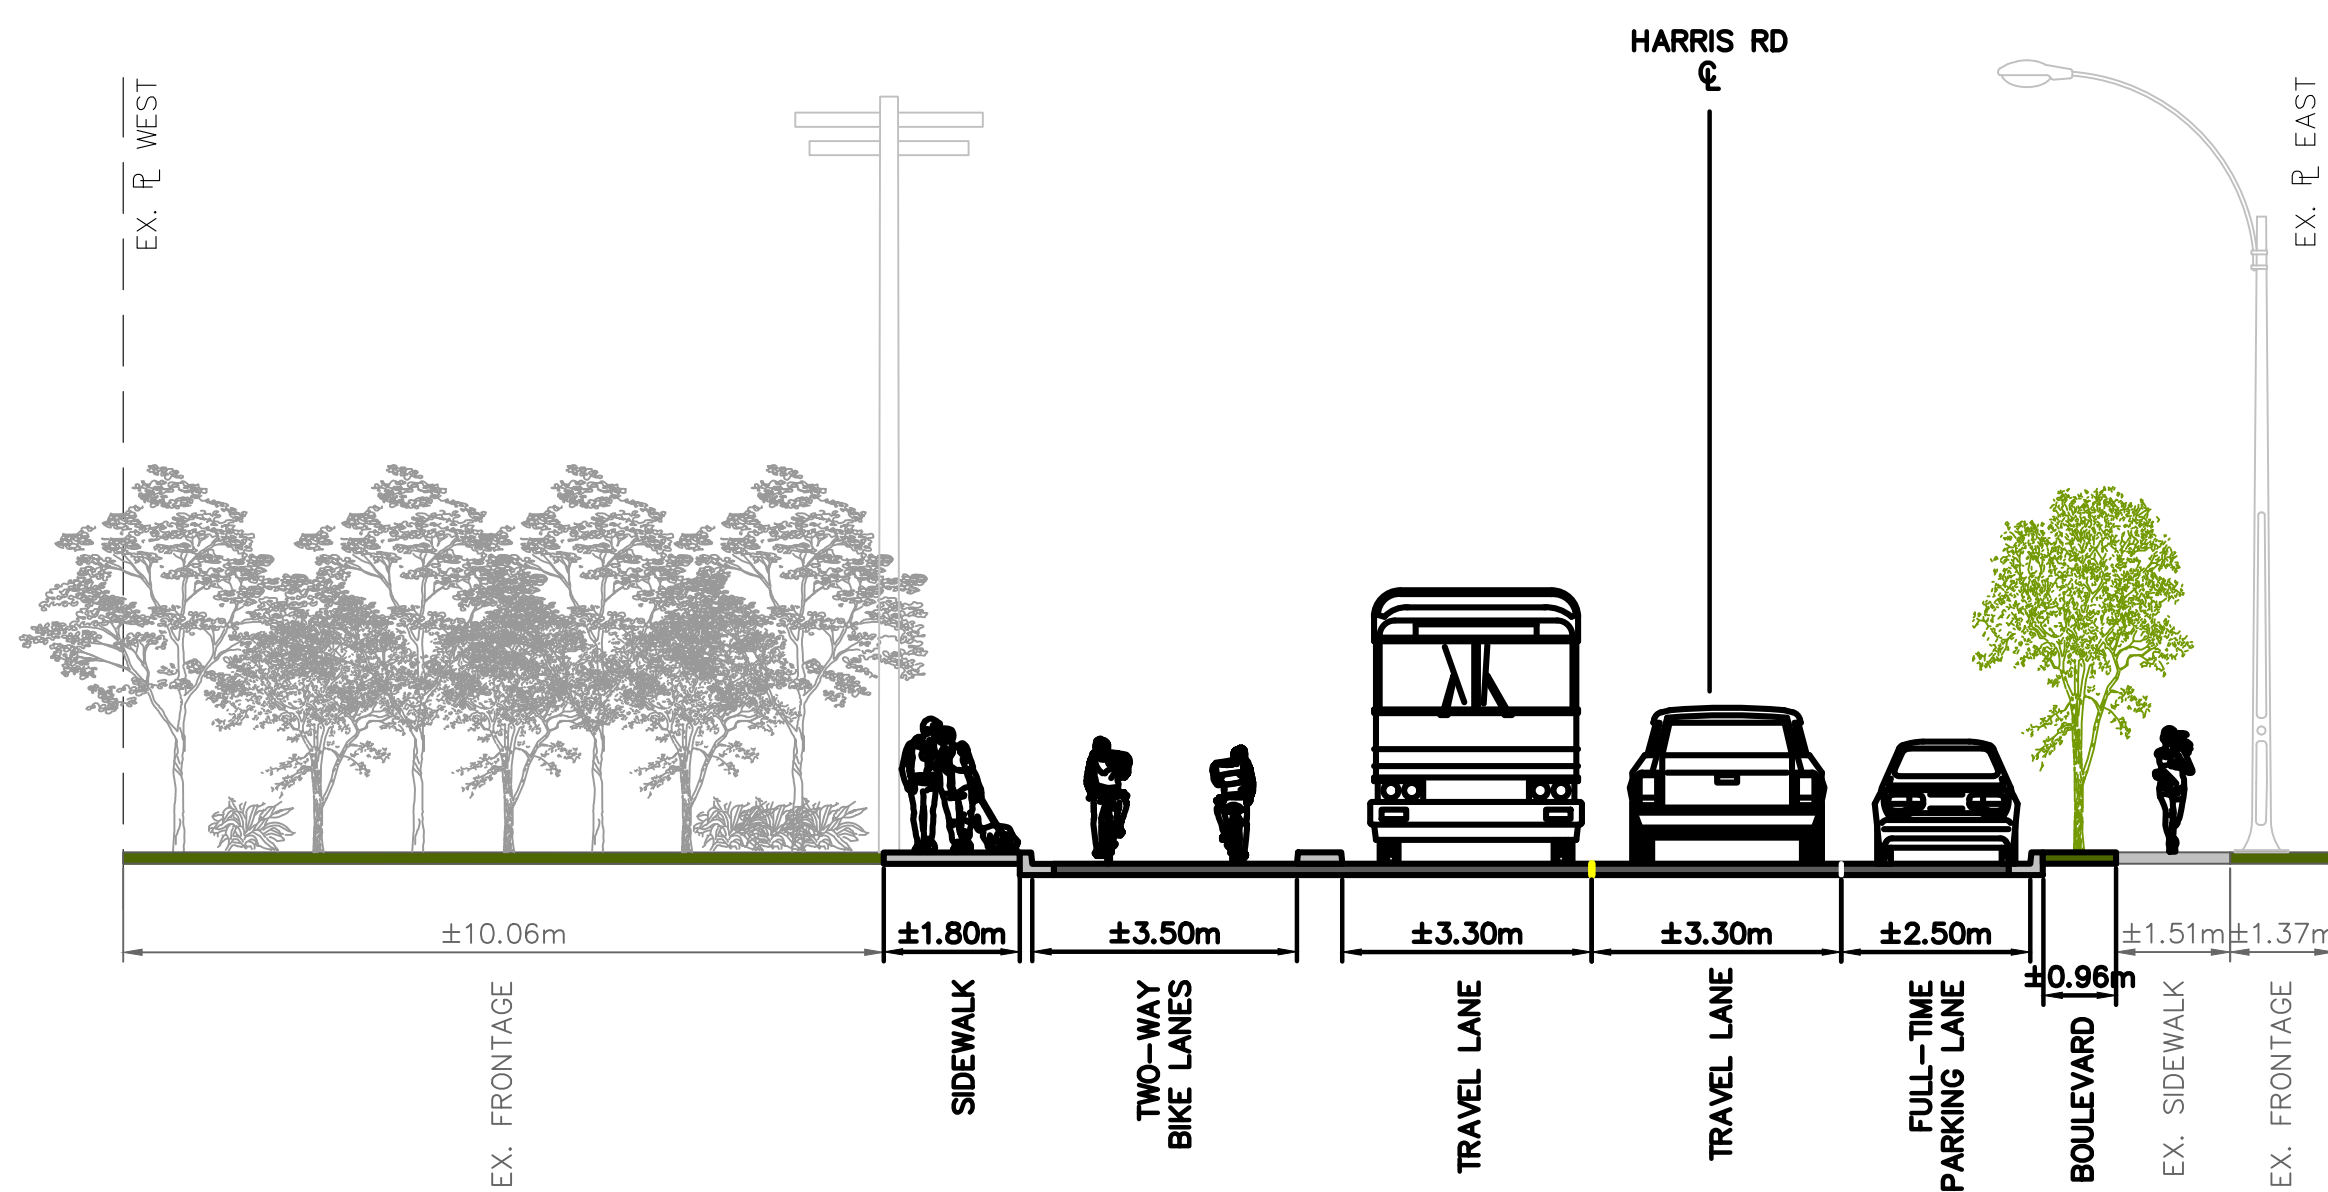 HARRIS RD
℄
EX. ⅊ WEST
EX. ⅊ EAST
±10.06m
±1.80m
±3.50m
±3.30m
±3.30m
±2.50m
±0.96m
±1.51m
±1.37m
EX. FRONTAGE
SIDEWALK
TWO-WAY
BIKE LANES
TRAVEL LANE
TRAVEL LANE
FULL-TIME
PARKING LANE
BOULEVARD
EX. SIDEWALK
EX. FRONTAGE